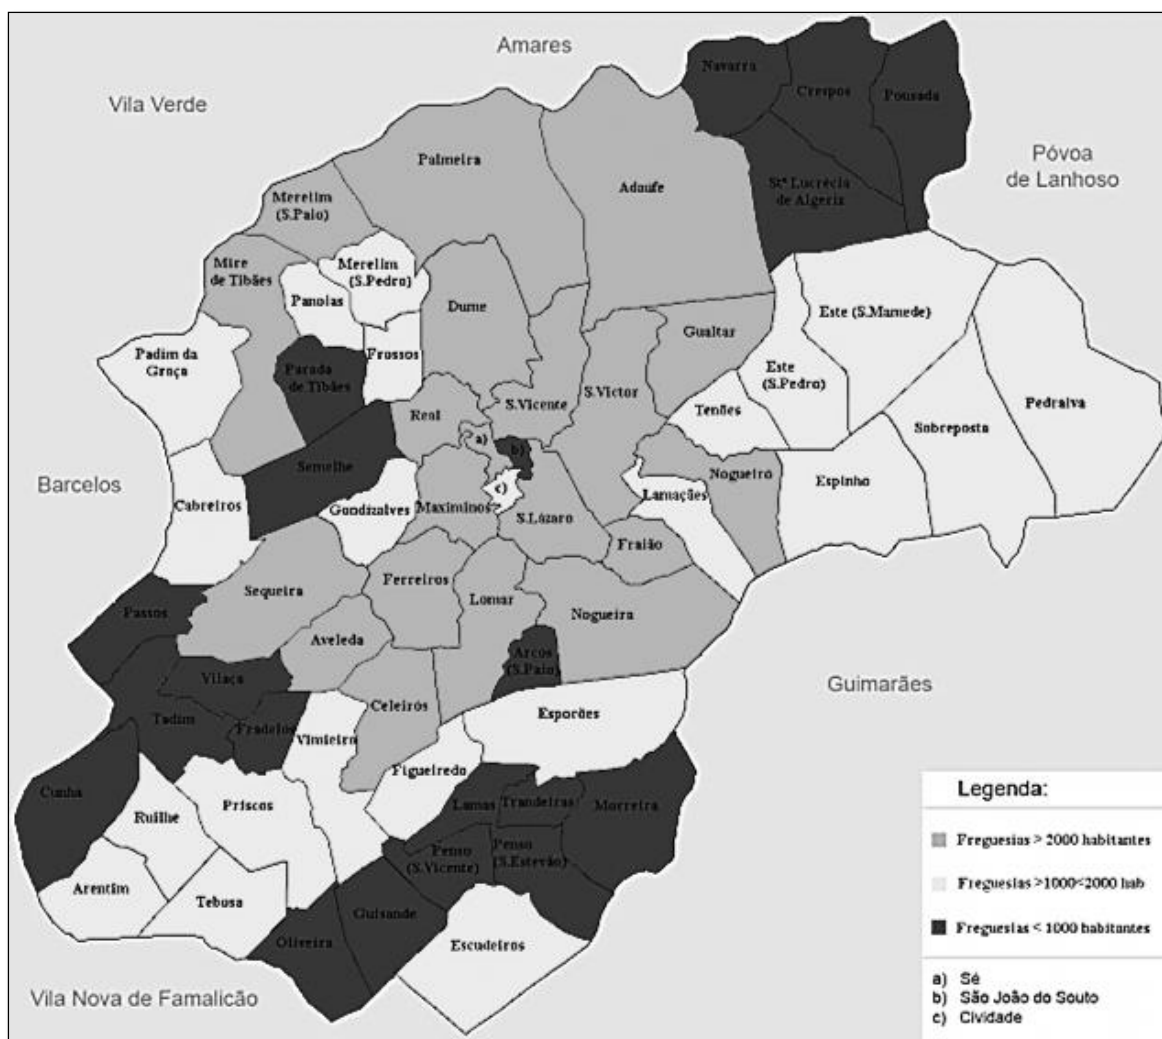 Amares
Vila Verde
Navarra
Crespos
Pousada
Póvoa
de Lanhoso
Palmeira
Adaufe
Stª Lucrécia
de Algeriz
Merelim
(S.Paio)
Mire
de Tibães
Merelim
(S.Pedro)
Panoias
Dume
Este (S.Mamede)
Gualtar
Padim da
Graça
Frossos
Parada
de Tibães
Este
(S.Pedro)
S.Victor
S.Vicente
Real
Tenões
Pedralva
Sobreposta
a)
b)
Semelhe
Nogueiró
Espinho
Barcelos
c)
Lamaçães
Cabreiros
Gondizalves
Maximinos
S.Lázaro
Fraião
Ferreiros
Sequeira
Lomar
Passos
Nogueira
Aveleda
Arcos
(S.Paio)
Vilaça
Guimarães
Celeirós
Tadim
Fradelos
Esporões
Vimieiro
Figueiredo
Cunha
Priscos
Lamas
Trandeiras
Morreira
Ruilhe
Penso
(S.Vicente)
Penso
(S.Estevão)
Arentim
Tebosa
Guisande
Oliveira
Escudeiros
Vila Nova de Famalicão
Legenda:
Freguesias > 2000 habitantes
Freguesias >1000<2000 hab
Freguesias < 1000 habitantes
a) Sé
b) São João do Souto
c) Cividade